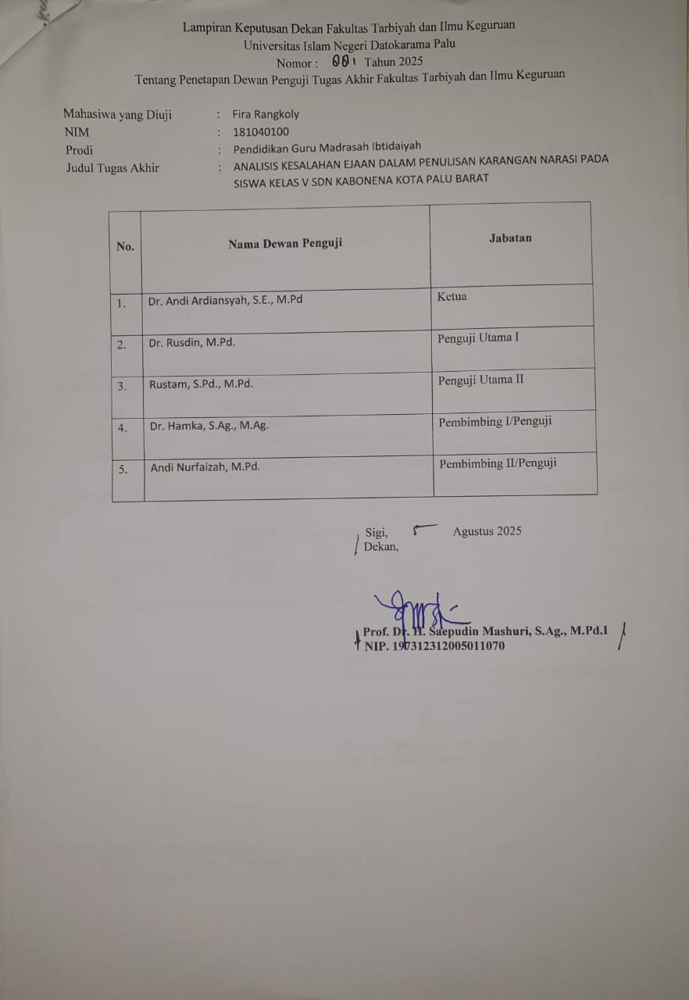 Lampiran Keputusan Dekan Fakultas Tarbiyah dan Ilmu Keguruan
Universitas Islam Negeri Datokarama Palu
Nomor : Tahun 2025
Tentang Penetapan Dewan Penguji Tugas Akhir Fakultas Tarbiyah dan Ilmu Keguruan
Mahasiwa yang Diuji : Fira Rangkoly
NIM : 181040100
Prodi : Pendidikan Guru Madrasah Ibtidaiyah
Judul Tugas Akhir : ANALISIS KESALAHAN EJAAN DALAM PENULISAN KARANGAN NARASI PADA
SISWA KELAS V SDN KABONENA KOTA PALU BARAT
No. Nama Dewan Penguji Jabatan
1. Dr. Andi Ardiansyah, S.E., M.Pd Ketua
2. Dr. Rusdin, M.Pd. Penguji Utama I
3. Rustam, S.Pd., M.Pd. Penguji Utama II
4. Dr. Hamka, S.Ag., M.Ag. Pembimbing I/Penguji
5. Andi Nurfaizah, M.Pd. Pembimbing II/Penguji
Sigi, 5 Agustus 2025
Dekan,
Prof. Dr. H. Saepudin Mashuri, S.Ag., M.Pd.I
NIP. 197312312005011070